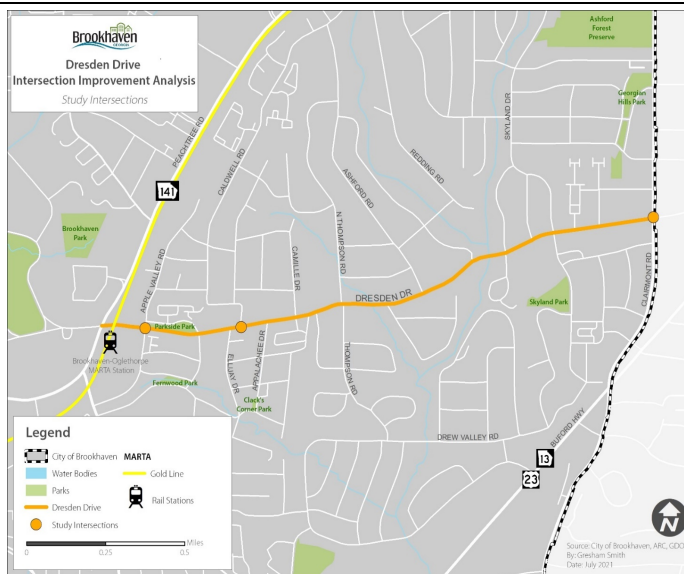 Brookhaven
GEORGIA
Dresden Drive
Intersection Improvement Analysis
Study Intersections
Ashford
Forest
Preserve
Georgian
Hills Park
SKYLAND DR
PEACHTREE RD
CALDWELL RD
REDDING RD
ASHFORD RD
141
N THOMPSON RD
Brookhaven
Park
APPLE VALLEY RD
CAMILLE DR
CLAIRMONT RD
DRESDEN DR
Skyland Park
Parkside Park
Brookhaven-Oglethorpe
MARTA Station
ELLIJAY DR
APPALACHEE DR
THOMPSON RD
Fernwood Park
Clack's
Corner Park
BUFORD HWY
DREW VALLEY RD
13
23
Legend
City of Brookhaven
MARTA
Water Bodies
Gold Line
Parks
Rail Stations
Dresden Drive
Study Intersections
Miles
0 0.25 0.5
N
Source: City of Brookhaven, ARC, GDO
By: Gresham Smith
Date: July 2021